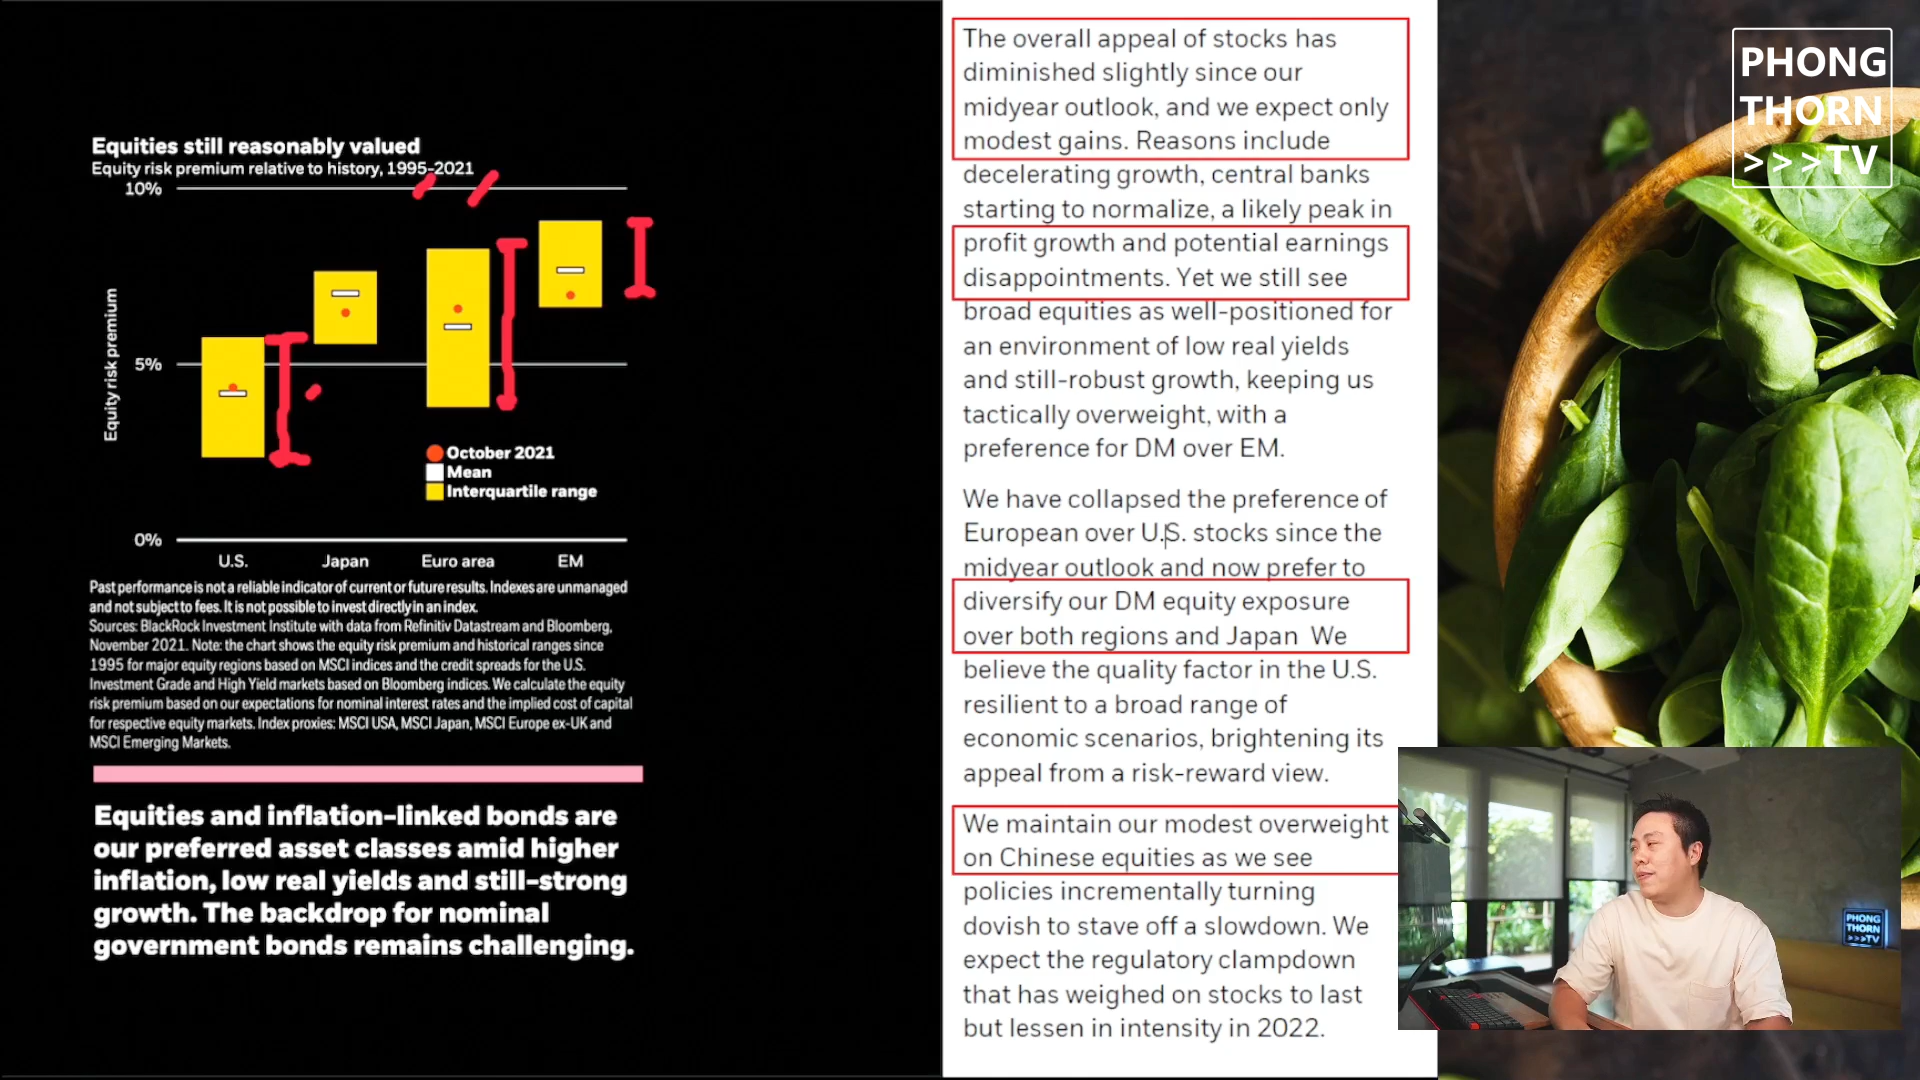 Equities still reasonably valued
Equity risk premium relative to history, 1995-2021
10%
5%
0%
Equity risk premium
October 2021
Mean
Interquartile range
U.S.
Japan
Euro area
EM
Past performance is not a reliable indicator of current or future results. Indexes are unmanaged
and not subject to fees. It is not possible to invest directly in an index.
Sources: BlackRock Investment Institute with data from Refinitiv Datastream and Bloomberg,
November 2021. Note: the chart shows the equity risk premium and historical ranges since
1995 for major equity regions based on MSCI indices and the credit spreads for the U.S.
Investment Grade and High Yield markets based on Bloomberg indices. We calculate the equity
risk premium based on our expectations for nominal interest rates and the implied cost of capital
for respective equity markets. Index proxies: MSCI USA, MSCI Japan, MSCI Europe ex-UK and
MSCI Emerging Markets.
Equities and inflation-linked bonds are
our preferred asset classes amid higher
inflation, low real yields and still-strong
growth. The backdrop for nominal
government bonds remains challenging.
The overall appeal of stocks has
diminished slightly since our
midyear outlook, and we expect only
modest gains. Reasons include
decelerating growth, central banks
starting to normalize, a likely peak in
profit growth and potential earnings
disappointments. Yet we still see
broad equities as well-positioned for
an environment of low real yields
and still-robust growth, keeping us
tactically overweight, with a
preference for DM over EM.
We have collapsed the preference of
European over U.S. stocks since the
midyear outlook and now prefer to
diversify our DM equity exposure
over both regions and Japan We
believe the quality factor in the U.S.
resilient to a broad range of
economic scenarios, brightening its
appeal from a risk-reward view.
We maintain our modest overweight
on Chinese equities as we see
policies incrementally turning
dovish to stave off a slowdown. We
expect the regulatory clampdown
that has weighed on stocks to last
but lessen in intensity in 2022.
PHONG
THORN
>>>TV
PHONG
THORN
>>>TV